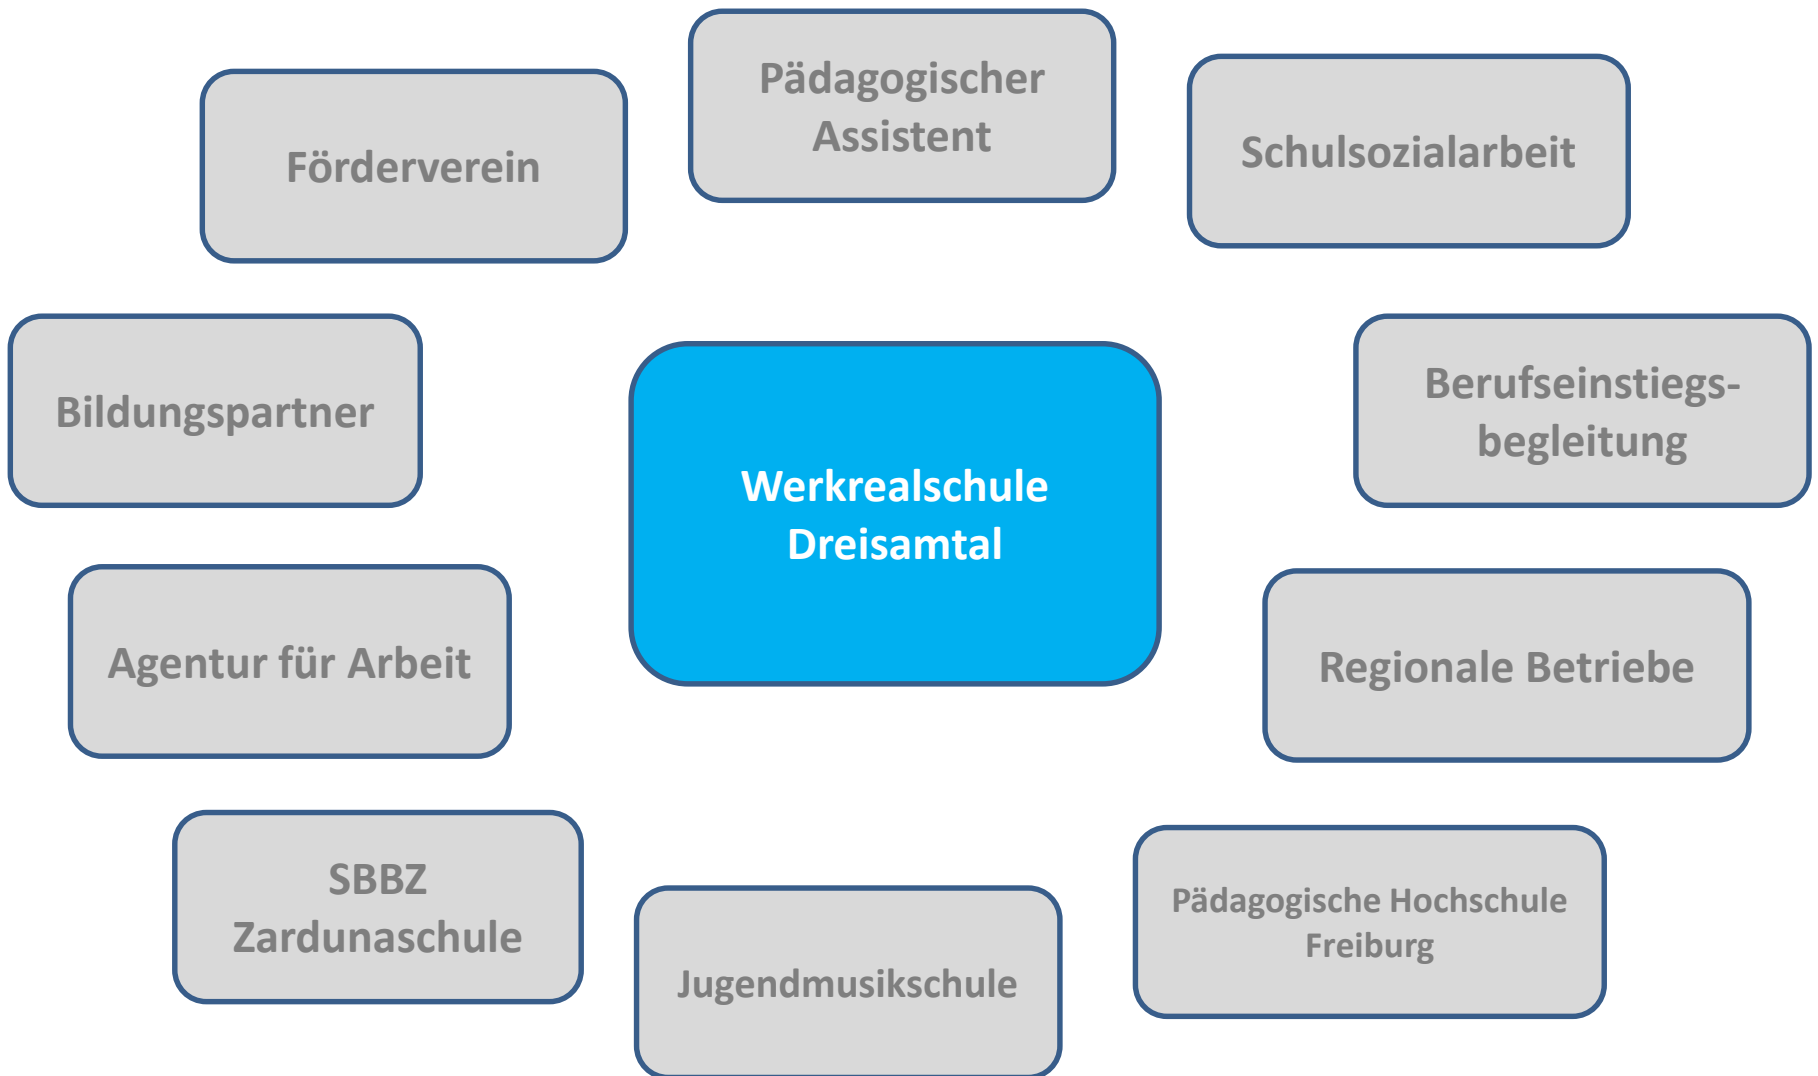 Pädagogischer
Assistent
Förderverein
Schulsozialarbeit
Bildungspartner
Berufseinstiegs-
begleitung
Werkrealschule
Dreisamtal
Agentur für Arbeit
Regionale Betriebe
SBBZ
Zardunaschule
Jugendmusikschule
Pädagogische Hochschule
Freiburg